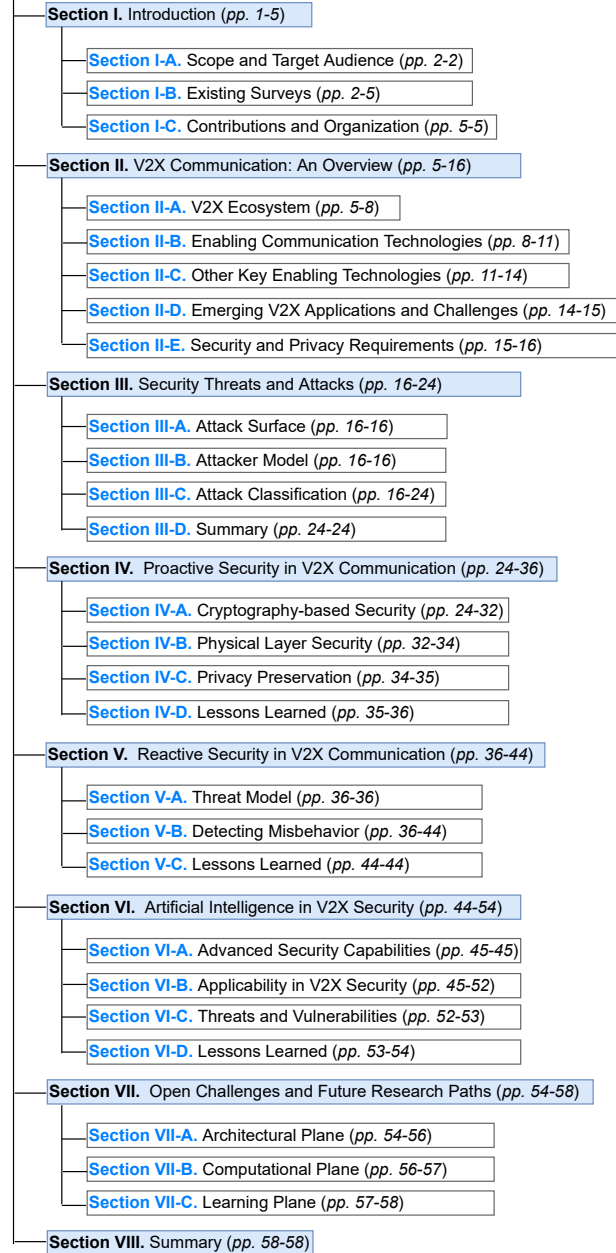 Section I. Introduction (pp. 1-5)
Section I-A. Scope and Target Audience (pp. 2-2)
Section I-B. Existing Surveys (pp. 2-5)
Section I-C. Contributions and Organization (pp. 5-5)
Section II. V2X Communication: An Overview (pp. 5-16)
Section II-A. V2X Ecosystem (pp. 5-8)
Section II-B. Enabling Communication Technologies (pp. 8-11)
Section II-C. Other Key Enabling Technologies (pp. 11-14)
Section II-D. Emerging V2X Applications and Challenges (pp. 14-15)
Section II-E. Security and Privacy Requirements (pp. 15-16)
Section III. Security Threats and Attacks (pp. 16-24)
Section III-A. Attack Surface (pp. 16-16)
Section III-B. Attacker Model (pp. 16-16)
Section III-C. Attack Classification (pp. 16-24)
Section III-D. Summary (pp. 24-24)
Section IV. Proactive Security in V2X Communication (pp. 24-36)
Section IV-A. Cryptography-based Security (pp. 24-32)
Section IV-B. Physical Layer Security (pp. 32-34)
Section IV-C. Privacy Preservation (pp. 34-35)
Section IV-D. Lessons Learned (pp. 35-36)
Section V. Reactive Security in V2X Communication (pp. 36-44)
Section V-A. Threat Model (pp. 36-36)
Section V-B. Detecting Misbehavior (pp. 36-44)
Section V-C. Lessons Learned (pp. 44-44)
Section VI. Artificial Intelligence in V2X Security (pp. 44-54)
Section VI-A. Advanced Security Capabilities (pp. 45-45)
Section VI-B. Applicability in V2X Security (pp. 45-52)
Section VI-C. Threats and Vulnerabilities (pp. 52-53)
Section VI-D. Lessons Learned (pp. 53-54)
Section VII. Open Challenges and Future Research Paths (pp. 54-58)
Section VII-A. Architectural Plane (pp. 54-56)
Section VII-B. Computational Plane (pp. 56-57)
Section VII-C. Learning Plane (pp. 57-58)
Section VIII. Summary (pp. 58-58)